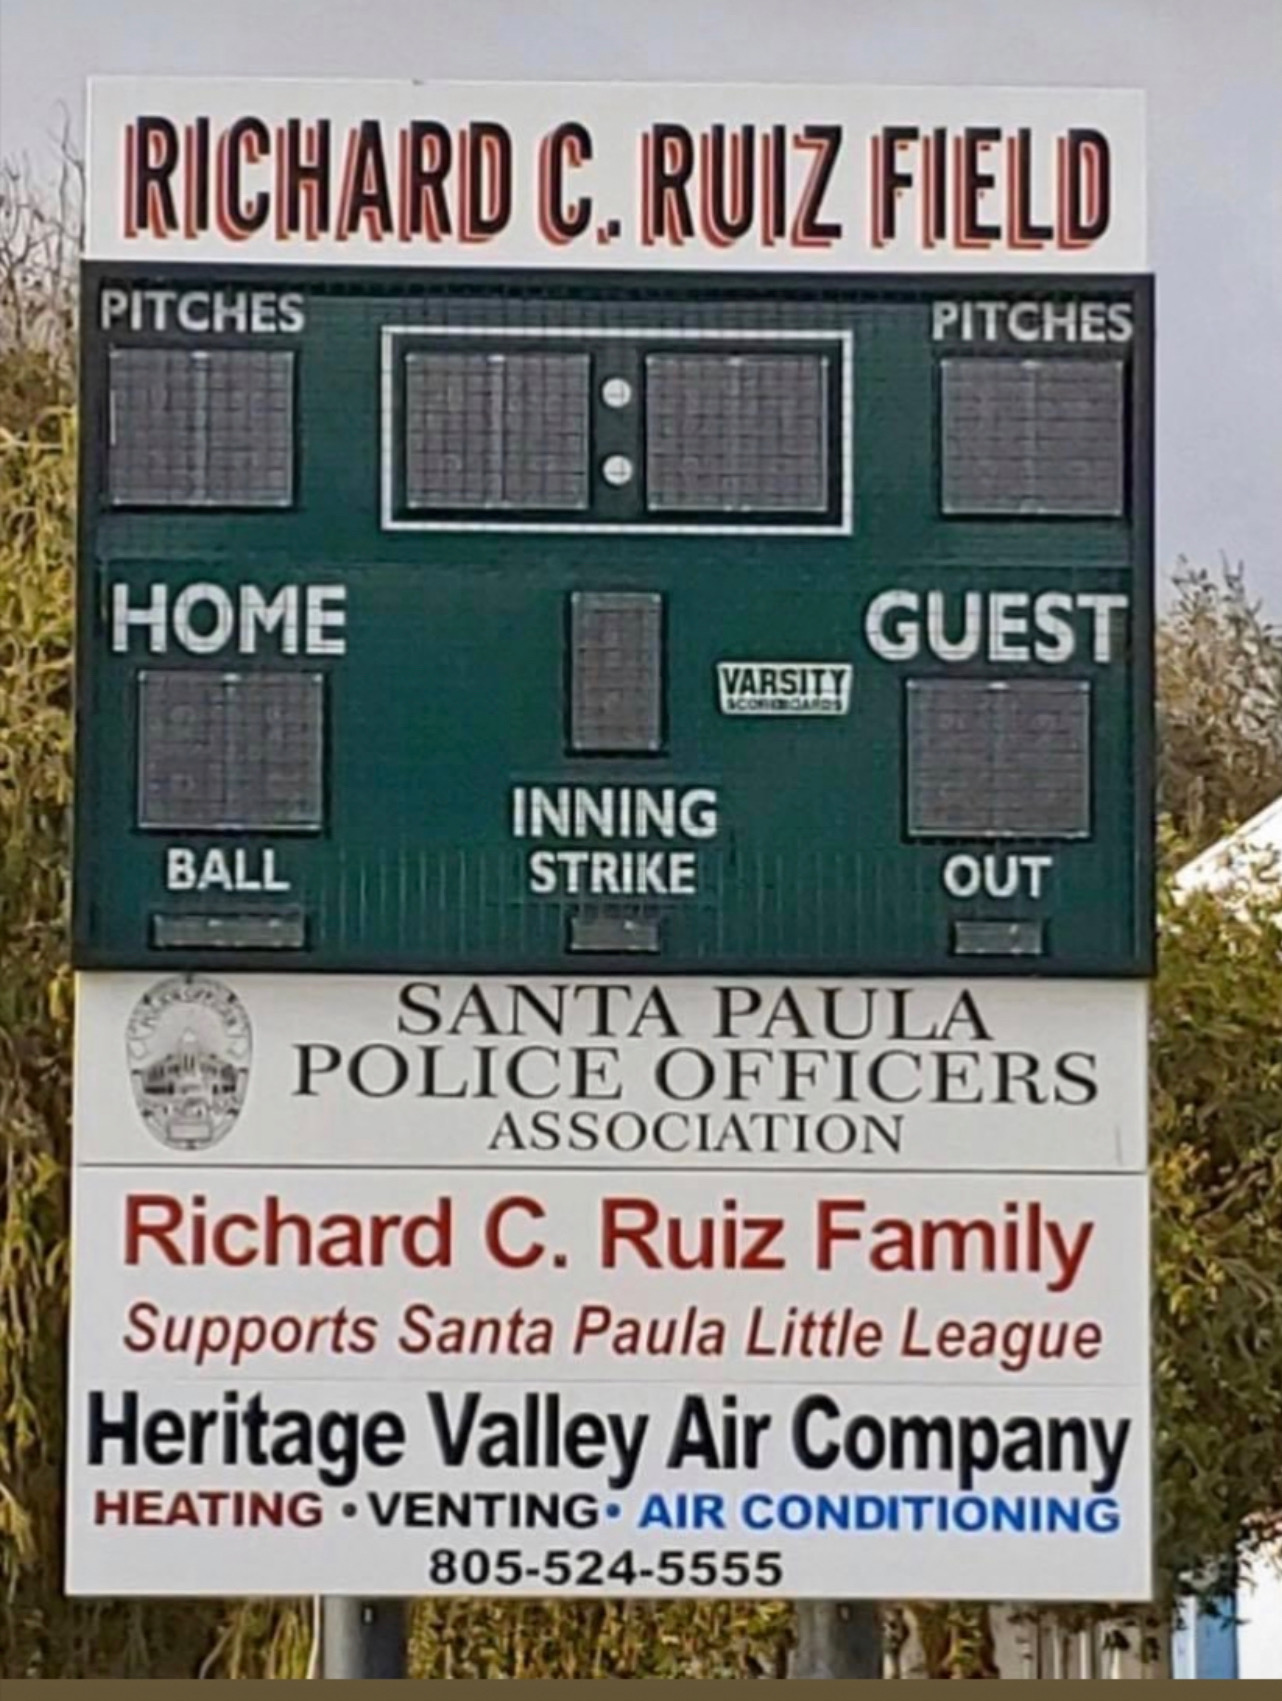 RICHARD C. RUIZ FIELD
PITCHES
PITCHES
HOME
GUEST
VARSITY
SCOREBOARDS
INNING
BALL
STRIKE
OUT
SANTA PAULA
POLICE OFFICERS
ASSOCIATION
Richard C. Ruiz Family
Supports Santa Paula Little League
Heritage Valley Air Company
HEATING • VENTING • AIR CONDITIONING
805-524-5555